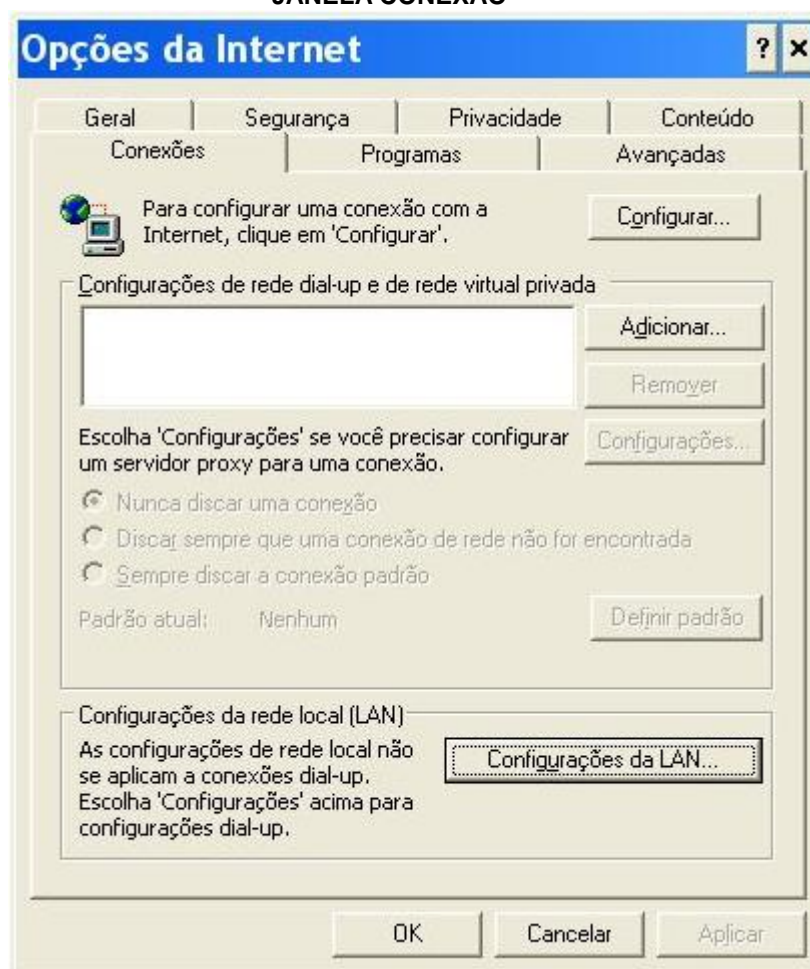 JANELA CONEXÃO
Opções da Internet
Geral Segurança Privacidade Conteúdo
Conexões Programas Avançadas
Para configurar uma conexão com a
Internet, clique em 'Configurar'.
Configurar...
Configurações de rede dial-up e de rede virtual privada
Adicionar...
Remover
Escolha 'Configurações' se você precisar configurar
um servidor proxy para uma conexão.
Configurações...
Nunca discar uma conexão
Discar sempre que uma conexão de rede não for encontrada
Sempre discar a conexão padrão
Padrão atual: Nenhum
Definir padrão
Configurações da rede local (LAN)
As configurações de rede local não
se aplicam a conexões dial-up.
Escolha 'Configurações' acima para
configurações dial-up.
Configurações da LAN...
OK Cancelar Aplicar